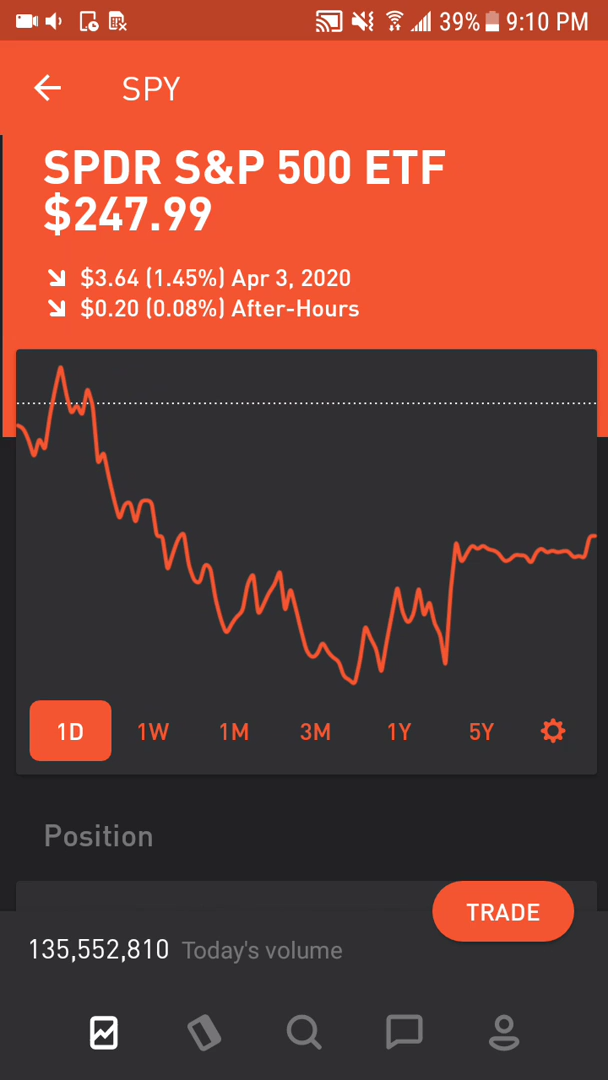 39% 9:10 PM
SPY
SPDR S&P 500 ETF
$247.99
$3.64 (1.45%) Apr 3, 2020
$0.20 (0.08%) After-Hours
1D 1W 1M 3M 1Y 5Y
Position
TRADE
135,552,810 Today's volume